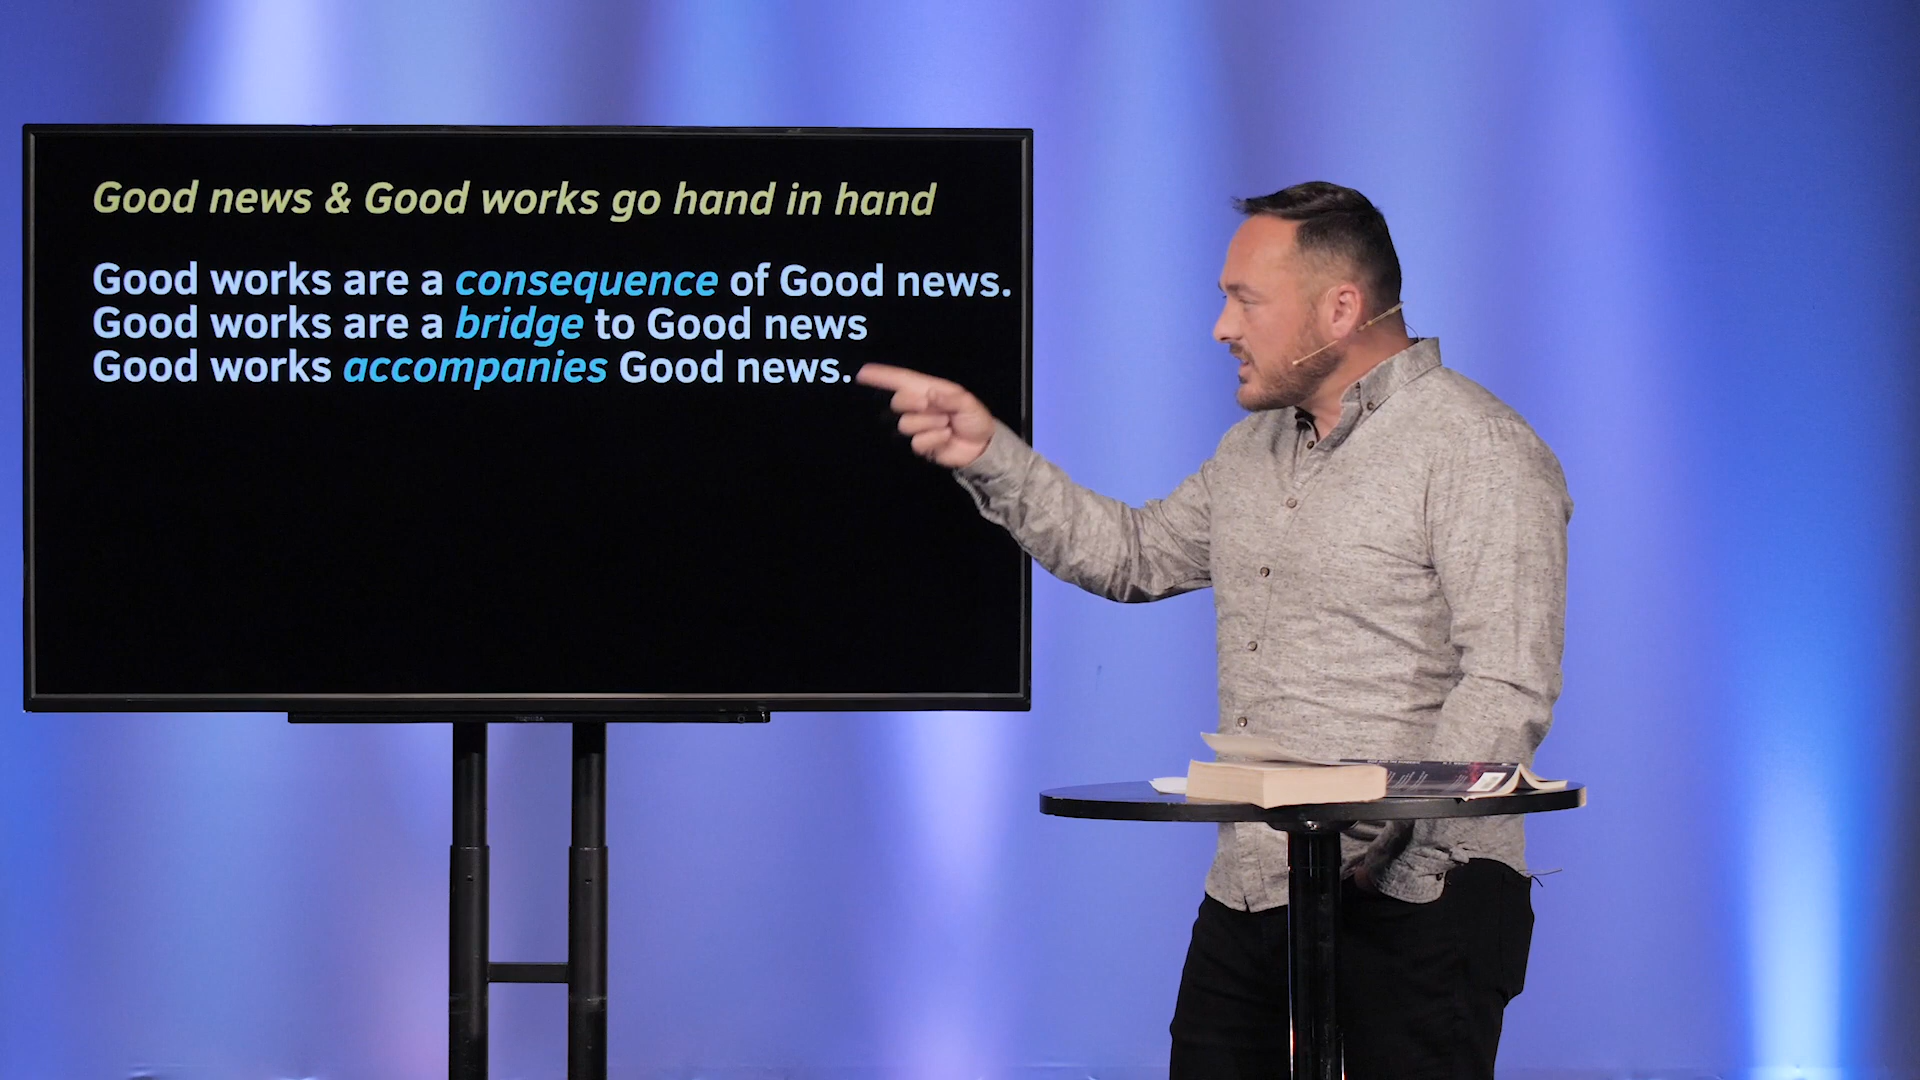 Good news & Good works go hand in hand
Good works are a consequence of Good news.
Good works are a bridge to Good news
Good works accompanies Good news.
TOSHIBA